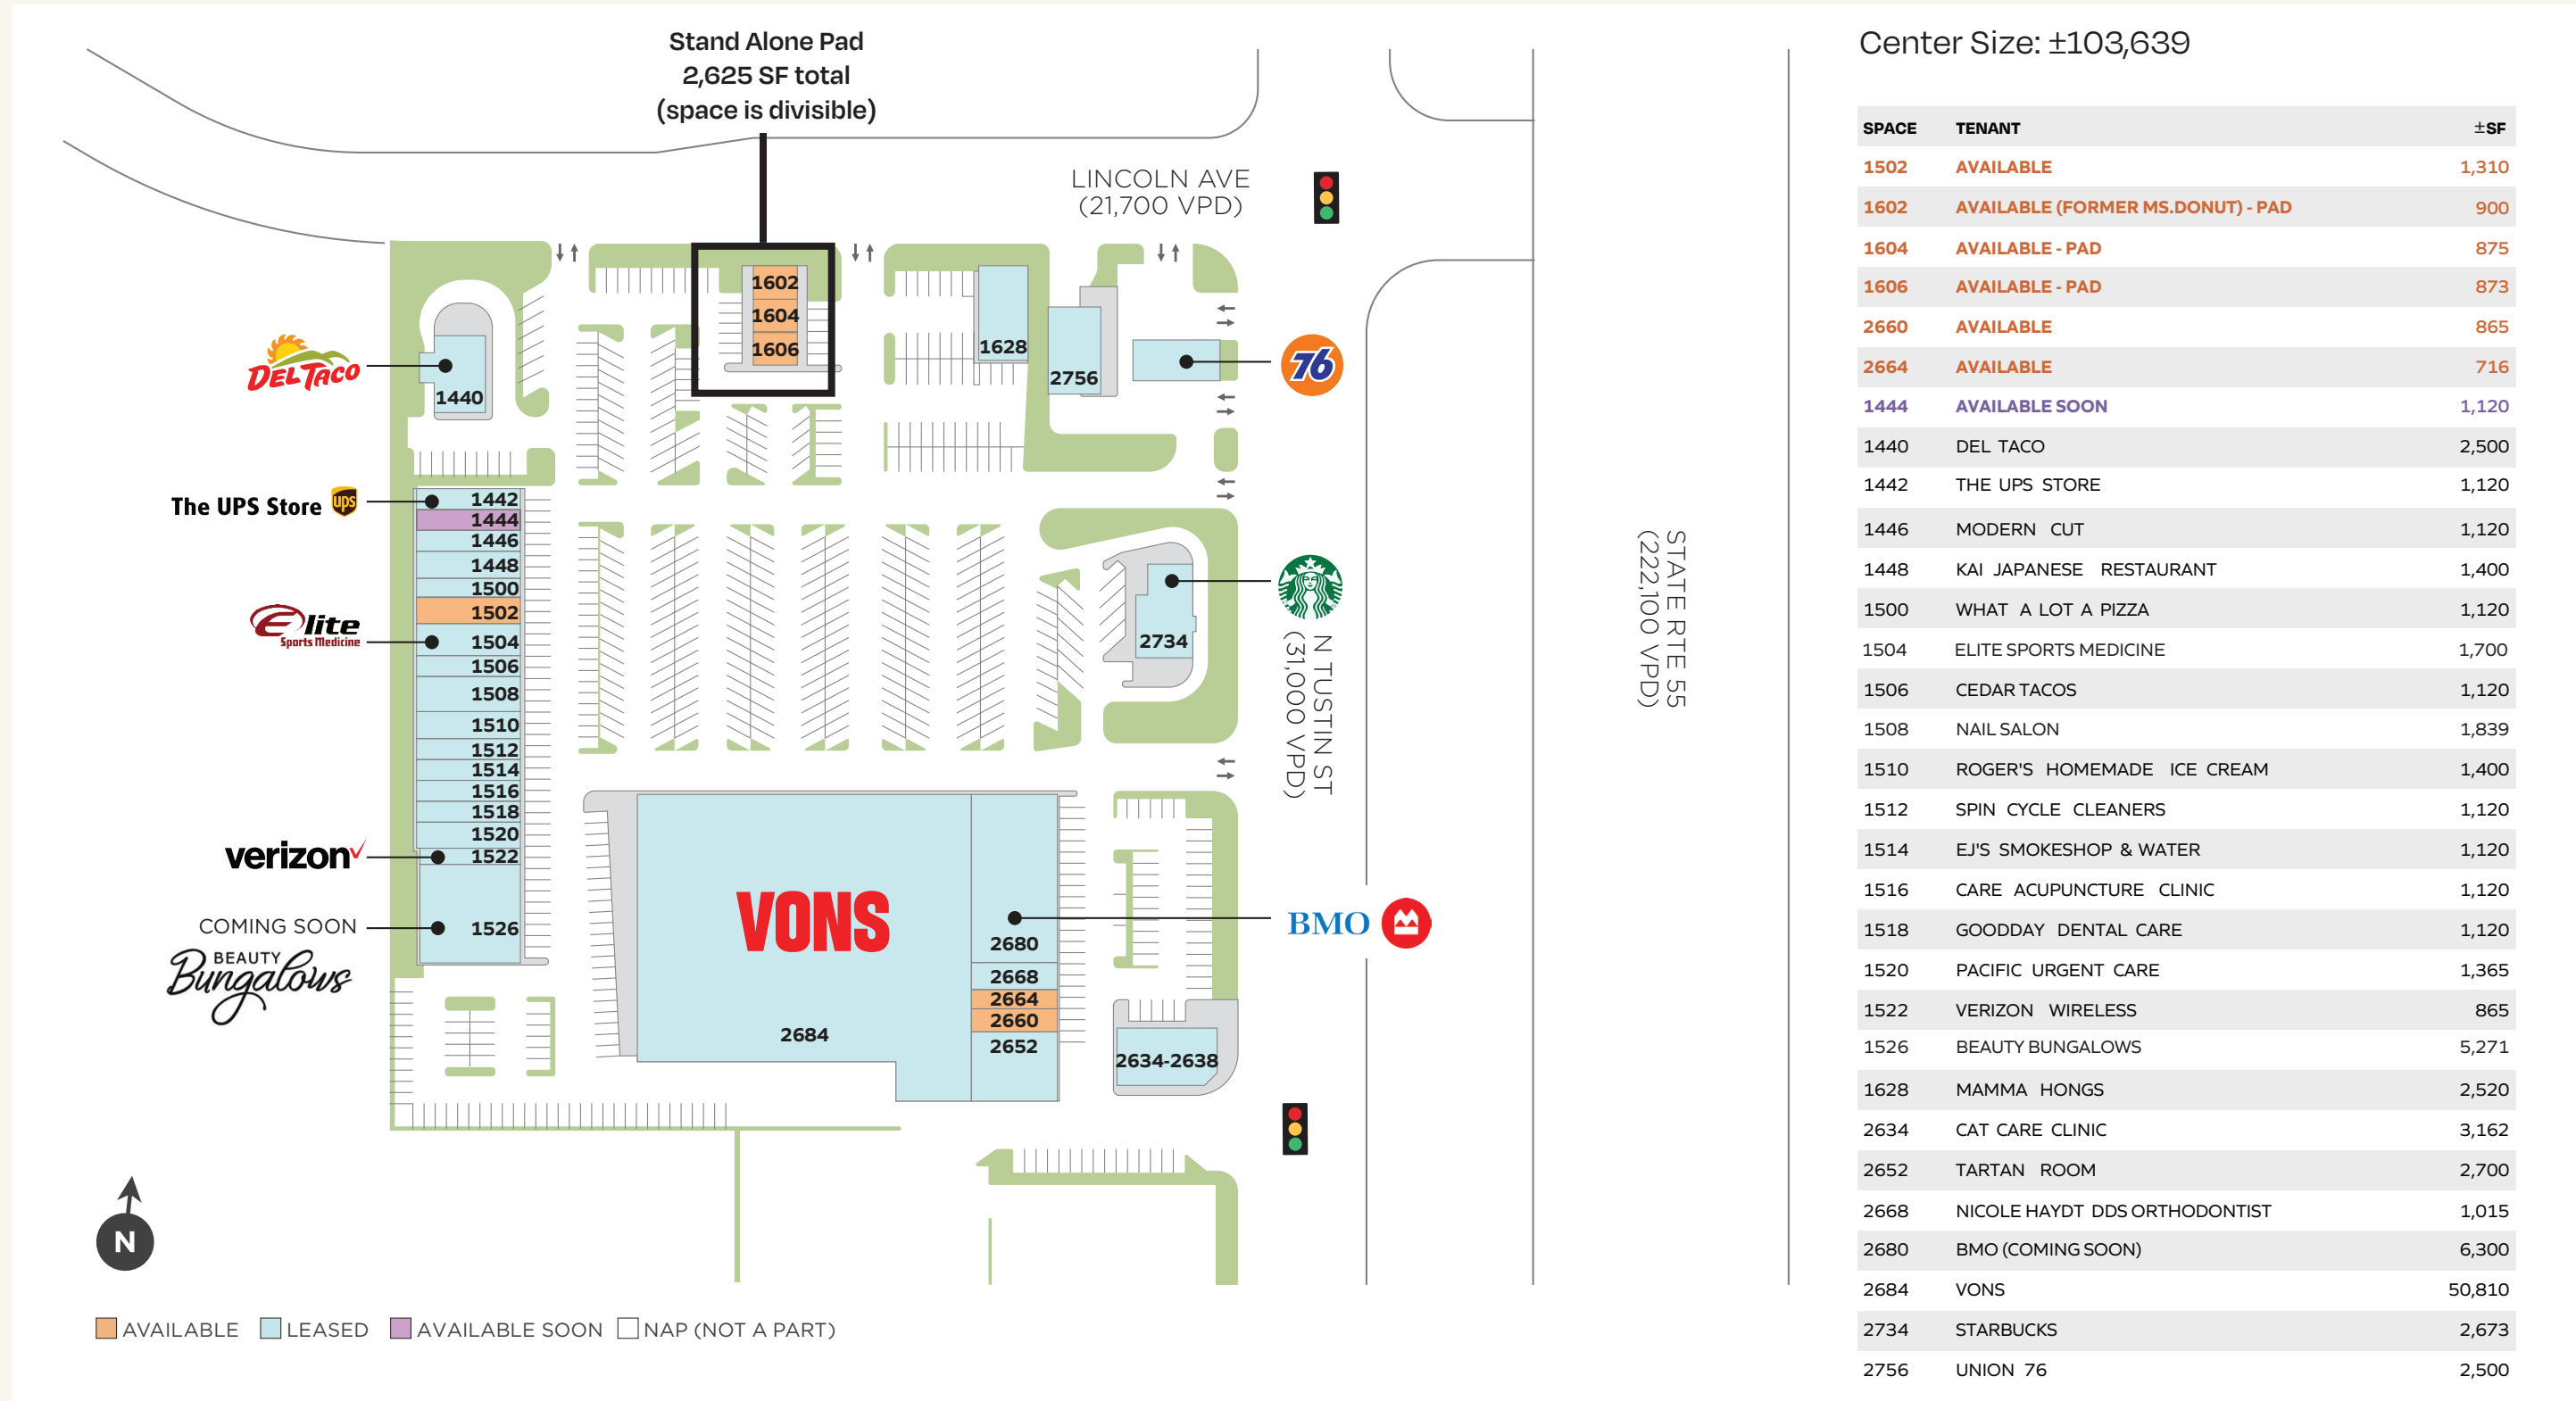 Stand Alone Pad
2,625 SF total
(space is divisible)
LINCOLN AVE
(21,700 VPD)
1602
1604
1606
1628
2756
76
DEL TACO
1440
The UPS Store ups
1442
1444
1446
1448
1500
1502
Elite
Sports Medicine
1504
1506
1508
1510
1512
1514
1516
1518
1520
verizon
1522
COMING SOON
BEAUTY
Bungalows
1526
2734
N TUSTIN ST
(31,000 VPD)
STATE RTE 55
(222,100 VPD)
VONS
2684
2680
BMO
2668
2664
2660
2652
2634-2638
N
AVAILABLE LEASED AVAILABLE SOON NAP (NOT A PART)
Center Size: ±103,639
SPACE TENANT ±SF
1502 AVAILABLE 1,310
1602 AVAILABLE (FORMER MS.DONUT) - PAD 900
1604 AVAILABLE - PAD 875
1606 AVAILABLE - PAD 873
2660 AVAILABLE 865
2664 AVAILABLE 716
1444 AVAILABLE SOON 1,120
1440 DEL TACO 2,500
1442 THE UPS STORE 1,120
1446 MODERN CUT 1,120
1448 KAI JAPANESE RESTAURANT 1,400
1500 WHAT A LOT A PIZZA 1,120
1504 ELITE SPORTS MEDICINE 1,700
1506 CEDAR TACOS 1,120
1508 NAIL SALON 1,839
1510 ROGER'S HOMEMADE ICE CREAM 1,400
1512 SPIN CYCLE CLEANERS 1,120
1514 EJ'S SMOKESHOP & WATER 1,120
1516 CARE ACUPUNCTURE CLINIC 1,120
1518 GOODDAY DENTAL CARE 1,120
1520 PACIFIC URGENT CARE 1,365
1522 VERIZON WIRELESS 865
1526 BEAUTY BUNGALOWS 5,271
1628 MAMMA HONGS 2,520
2634 CAT CARE CLINIC 3,162
2652 TARTAN ROOM 2,700
2668 NICOLE HAYDT DDS ORTHODONTIST 1,015
2680 BMO (COMING SOON) 6,300
2684 VONS 50,810
2734 STARBUCKS 2,673
2756 UNION 76 2,500